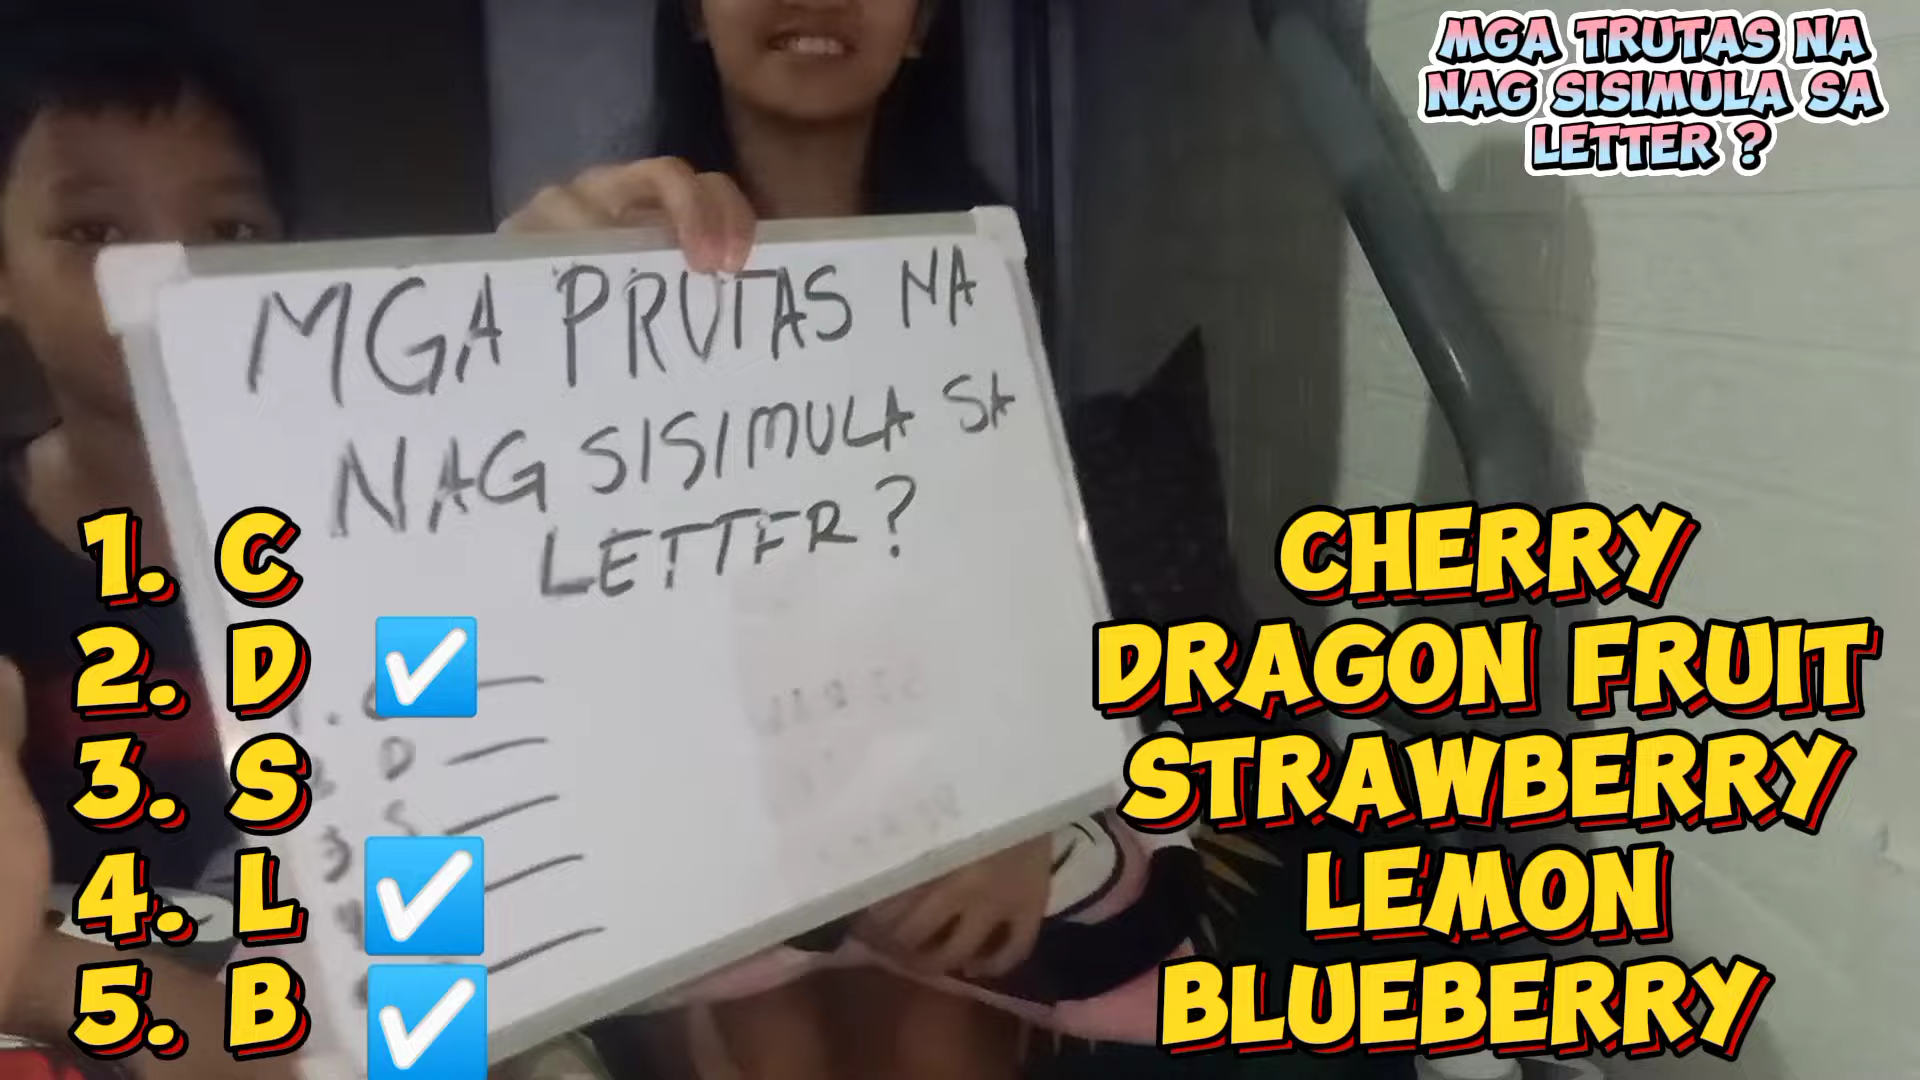 MGA TRUTAS NA
NAG SISIMULA SA
LETTER ?
MGA PRUTAS NA
NAG SISIMULA SA
LETTER?
1. C
2. D
3. S
4. L
5. B
CHERRY
DRAGON FRUIT
STRAWBERRY
LEMON
BLUEBERRY
D
3 S